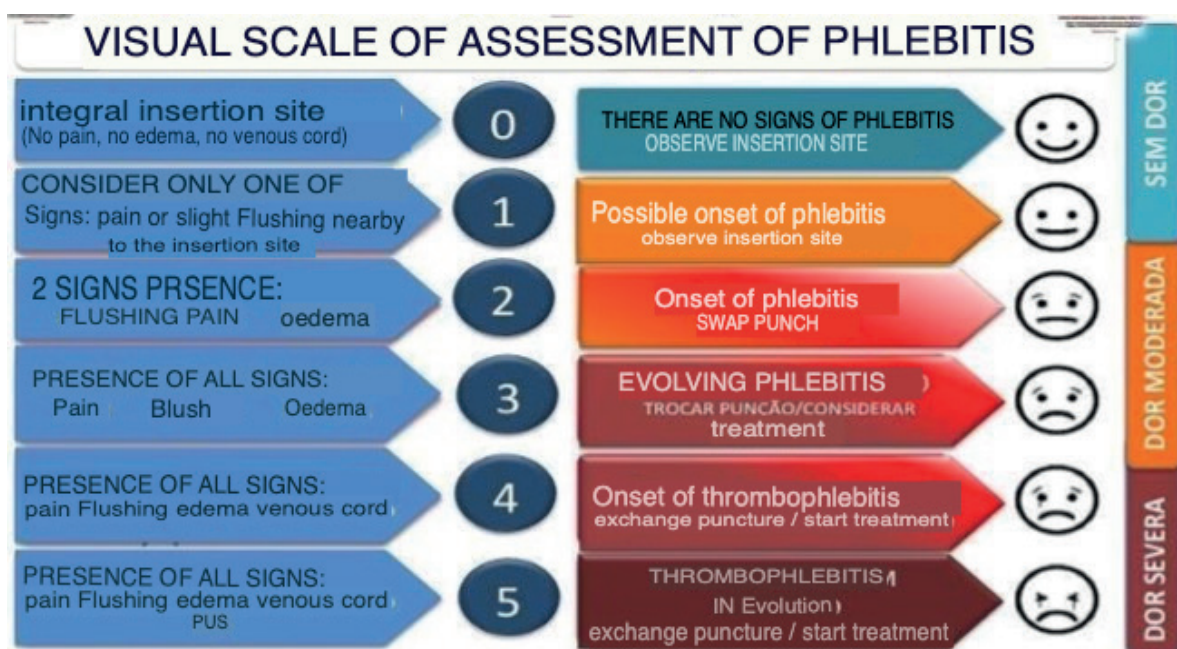 VISUAL SCALE OF ASSESSMENT OF PHLEBITIS
integral insertion site
(No pain, no edema, no venous cord)
0
THERE ARE NO SIGNS OF PHLEBITIS
OBSERVE INSERTION SITE
CONSIDER ONLY ONE OF
Signs: pain or slight Flushing nearby
to the insertion site
1
Possible onset of phlebitis
observe insertion site
SEM DOR
2 SIGNS PRSENCE:
FLUSHING PAIN oedema
2
Onset of phlebitis
SWAP PUNCH
PRESENCE OF ALL SIGNS:
Pain Blush Oedema
3
EVOLVING PHLEBITIS
TROCAR PUNCÃO/CONSIDERAR
treatment
DOR MODERADA
PRESENCE OF ALL SIGNS:
pain Flushing edema venous cord
4
Onset of thrombophlebitis
exchange puncture / start treatment
PRESENCE OF ALL SIGNS:
pain Flushing edema venous cord
PUS
5
THROMBOPHLEBITIS
IN Evolution
exchange puncture / start treatment
DOR SEVERA